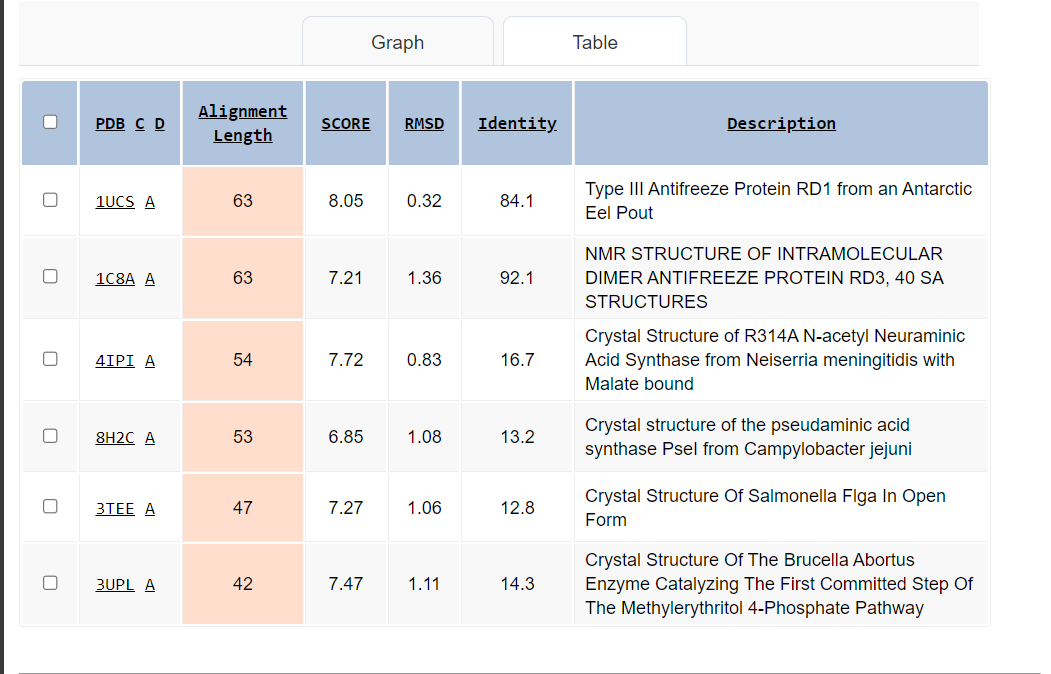 Graph
Table
PDB C D
Alignment
Length
SCORE
RMSD
Identity
Description
1UCS A
63
8.05
0.32
84.1
Type III Antifreeze Protein RD1 from an Antarctic
Eel Pout
1C8A A
63
7.21
1.36
92.1
NMR STRUCTURE OF INTRAMOLECULAR
DIMER ANTIFREEZE PROTEIN RD3, 40 SA
STRUCTURES
4IPI A
54
7.72
0.83
16.7
Crystal Structure of R314A N-acetyl Neuraminic
Acid Synthase from Neiserria meningitidis with
Malate bound
8H2C A
53
6.85
1.08
13.2
Crystal structure of the pseudaminic acid
synthase PseI from Campylobacter jejuni
3TEE A
47
7.27
1.06
12.8
Crystal Structure Of Salmonella Flga In Open
Form
3UPL A
42
7.47
1.11
14.3
Crystal Structure Of The Brucella Abortus
Enzyme Catalyzing The First Committed Step Of
The Methylerythritol 4-Phosphate Pathway